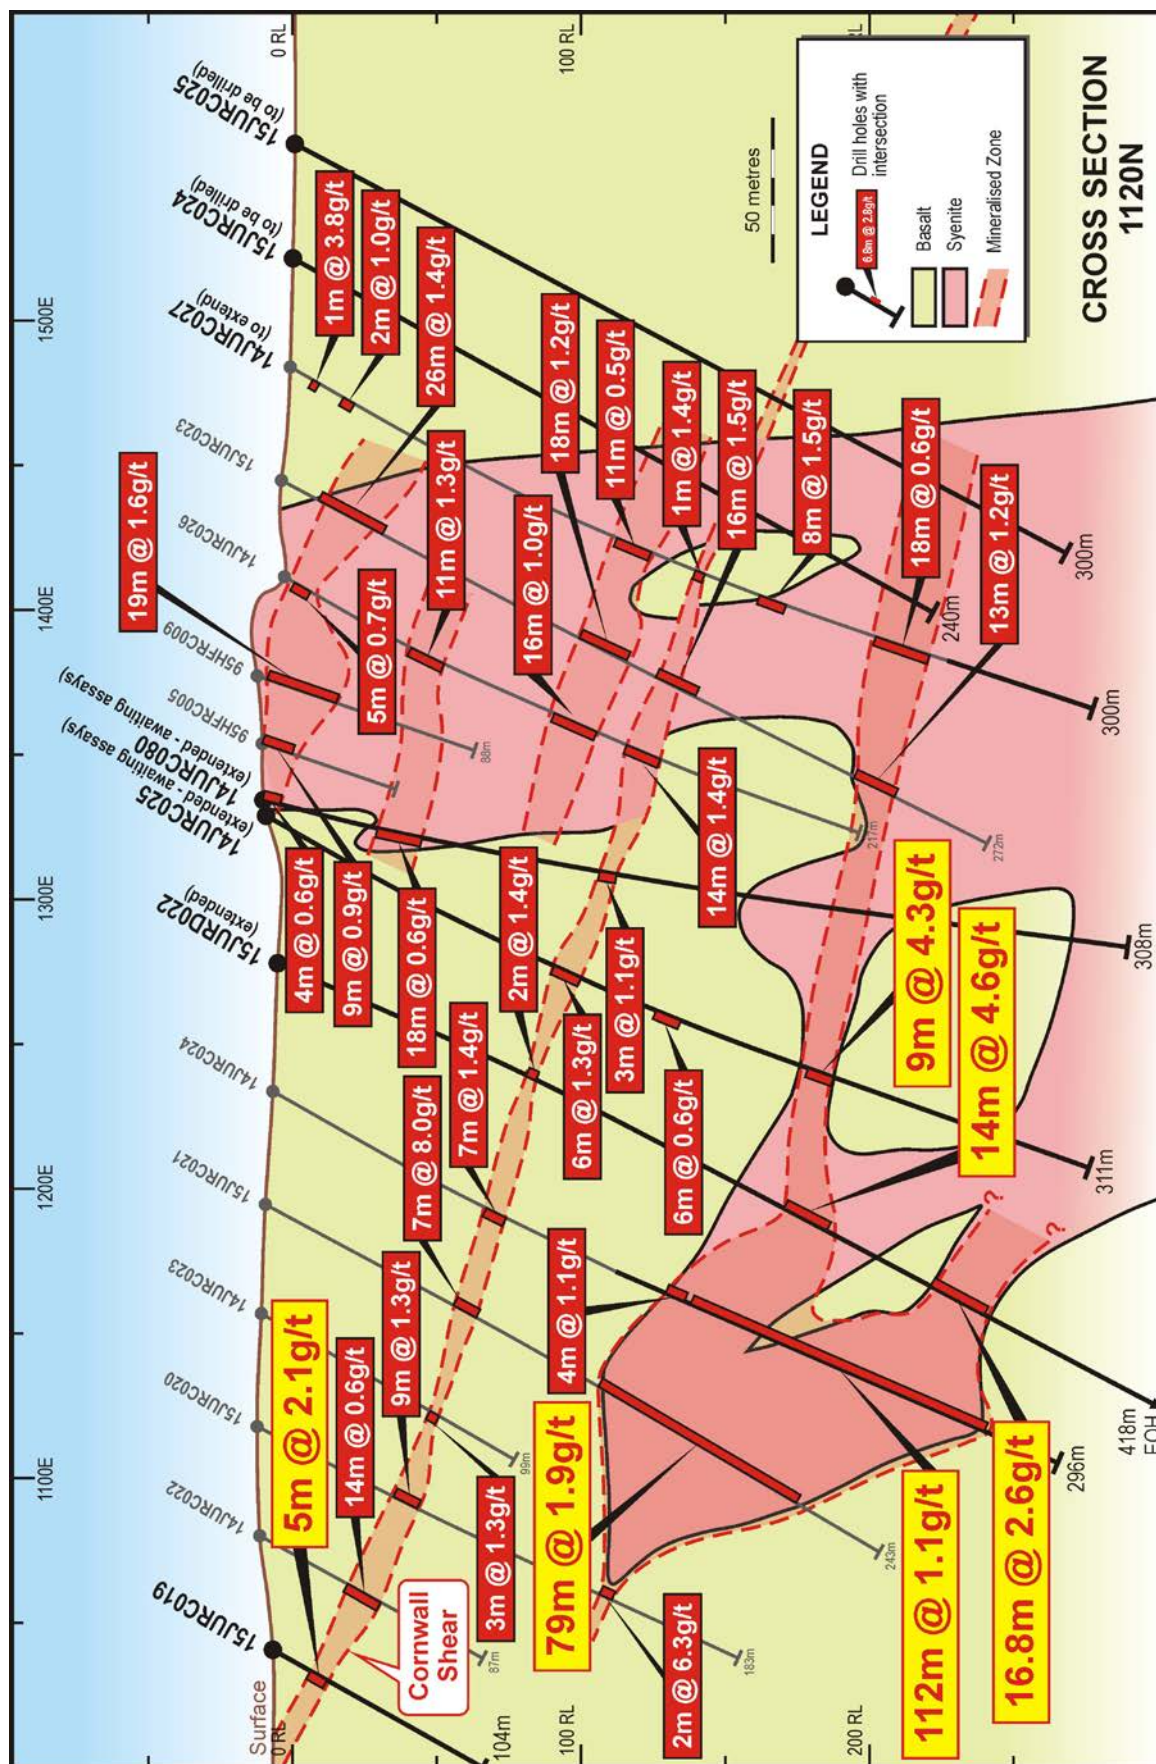 1100E
1200E
1300E
1400E
1500E
Surface
0 RL
0 RL
100 RL
100 RL
200 RL
15JURC019
14JURC022
15JURC020
14JURC023
15JURC021
14JURC024
15JURD022
(extended)
14JURC025
(extended - awaiting assays)
14JURC080
(extended - awaiting assays)
95HFRC005
95HFRC009
14JURC026
15JURC023
14JURC027
(to extend)
15JURC024
(to be drilled)
15JURC025
(to be drilled)
5m @ 2.1g/t
14m @ 0.6g/t
9m @ 1.3g/t
7m @ 8.0g/t
7m @ 1.4g/t
2m @ 1.4g/t
4m @ 0.6g/t
9m @ 0.9g/t
18m @ 0.6g/t
19m @ 1.6g/t
5m @ 0.7g/t
11m @ 1.3g/t
26m @ 1.4g/t
2m @ 1.0g/t
1m @ 3.8g/t
Cornwall
Shear
3m @ 1.3g/t
79m @ 1.9g/t
4m @ 1.1g/t
6m @ 1.3g/t
3m @ 1.1g/t
6m @ 0.6g/t
14m @ 1.4g/t
16m @ 1.0g/t
18m @ 1.2g/t
11m @ 0.5g/t
1m @ 1.4g/t
16m @ 1.5g/t
8m @ 1.5g/t
18m @ 0.6g/t
13m @ 1.2g/t
9m @ 4.3g/t
14m @ 4.6g/t
2m @ 6.3g/t
112m @ 1.1g/t
16.8m @ 2.6g/t
104m
87m
183m
99m
243m
296m
418m
EOH
311m
308m
88m
217m
272m
300m
240m
300m
?
?
50 metres
LEGEND
6.8m @ 2.8g/t
Drill holes with
intersection
Basalt
Syenite
Mineralised Zone
CROSS SECTION
1120N